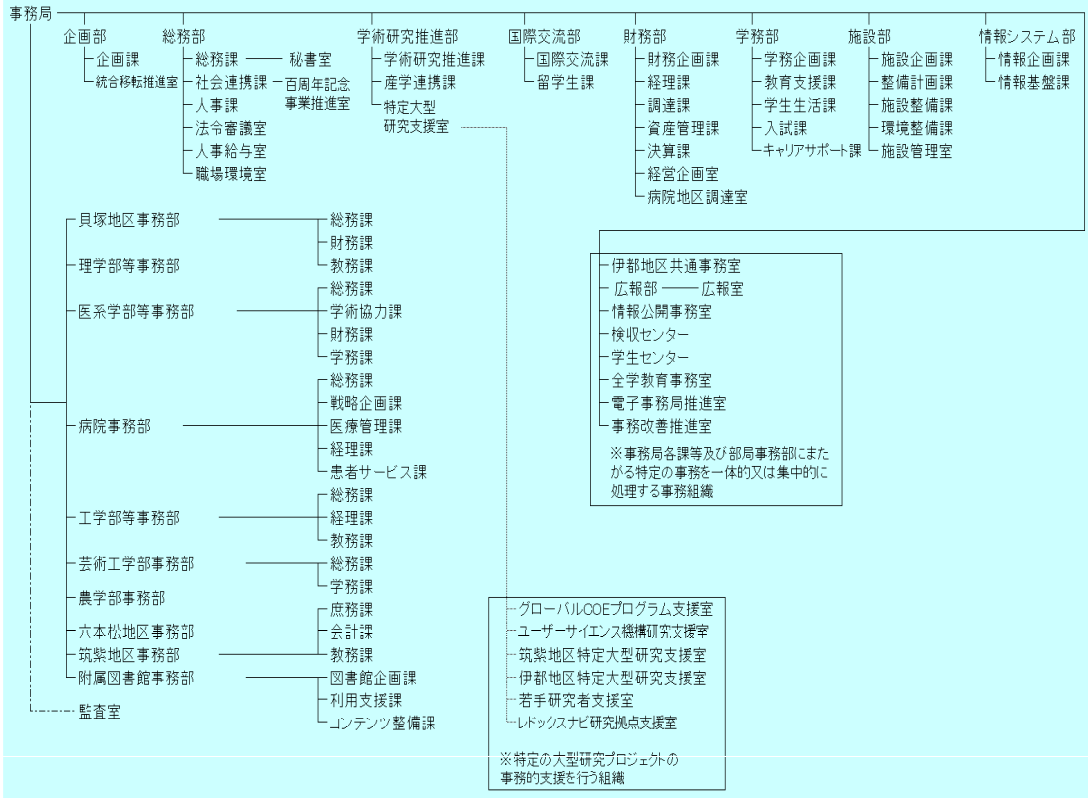 事務局
企画部
企画課
統合移転推進室
総務部
総務課
秘書室
社会連携課
百周年記念
事業推進室
人事課
法令審議室
人事給与室
職場環境室
学術研究推進部
学術研究推進課
産学連携課
特定大型
研究支援室
国際交流部
国際交流課
留学生課
財務部
財務企画課
経理課
調達課
資産管理課
決算課
経営企画室
病院地区調達室
学務部
学務企画課
教育支援課
学生生活課
入試課
キャリアサポート課
施設部
施設企画課
整備計画課
施設整備課
環境整備課
施設管理室
情報システム部
情報企画課
情報基盤課
貝塚地区事務部
総務課
財務課
教務課
理学部等事務部
医系学部等事務部
総務課
学術協力課
財務課
学務課
病院事務部
総務課
戦略企画課
医療管理課
経理課
患者サービス課
工学部等事務部
総務課
経理課
教務課
芸術工学部事務部
総務課
学務課
農学部事務部
六本松地区事務部
筑紫地区事務部
庶務課
会計課
教務課
附属図書館事務部
図書館企画課
利用支援課
コンテンツ整備課
監査室
伊都地区共通事務室
広報部
広報室
情報公開事務室
検収センター
学生センター
全学教育事務室
電子事務局推進室
事務改善推進室
※事務局各課等及び部局事務部にまた
がる特定の事務を一体的又は集中的に
処理する事務組織
グローバルCOEプログラム支援室
ユーザーサイエンス機構研究支援室
筑紫地区特定大型研究支援室
伊都地区特定大型研究支援室
若手研究者支援室
レドックスナビ研究拠点支援室
※特定の大型研究プロジェクトの
事務的支援を行う組織